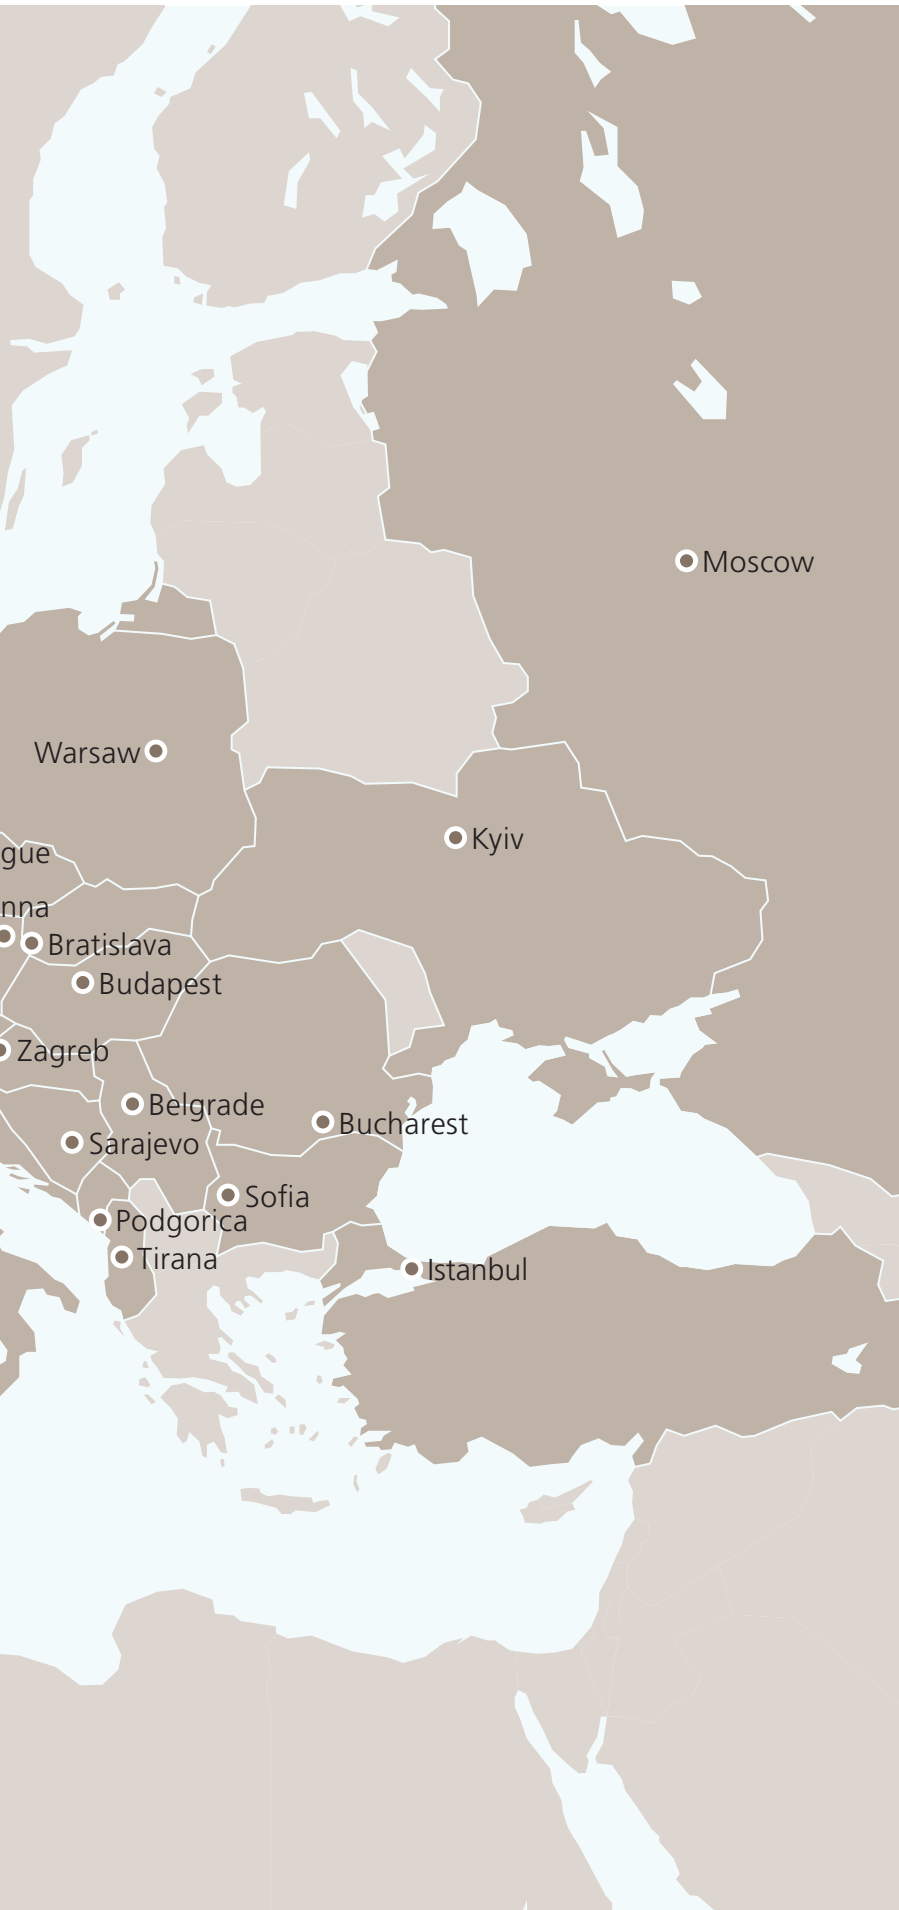 Moscow
Warsaw
Kyiv
gue
nna
Bratislava
Budapest
Zagreb
Belgrade
Bucharest
Sarajevo
Sofia
Podgorica
Tirana
Istanbul